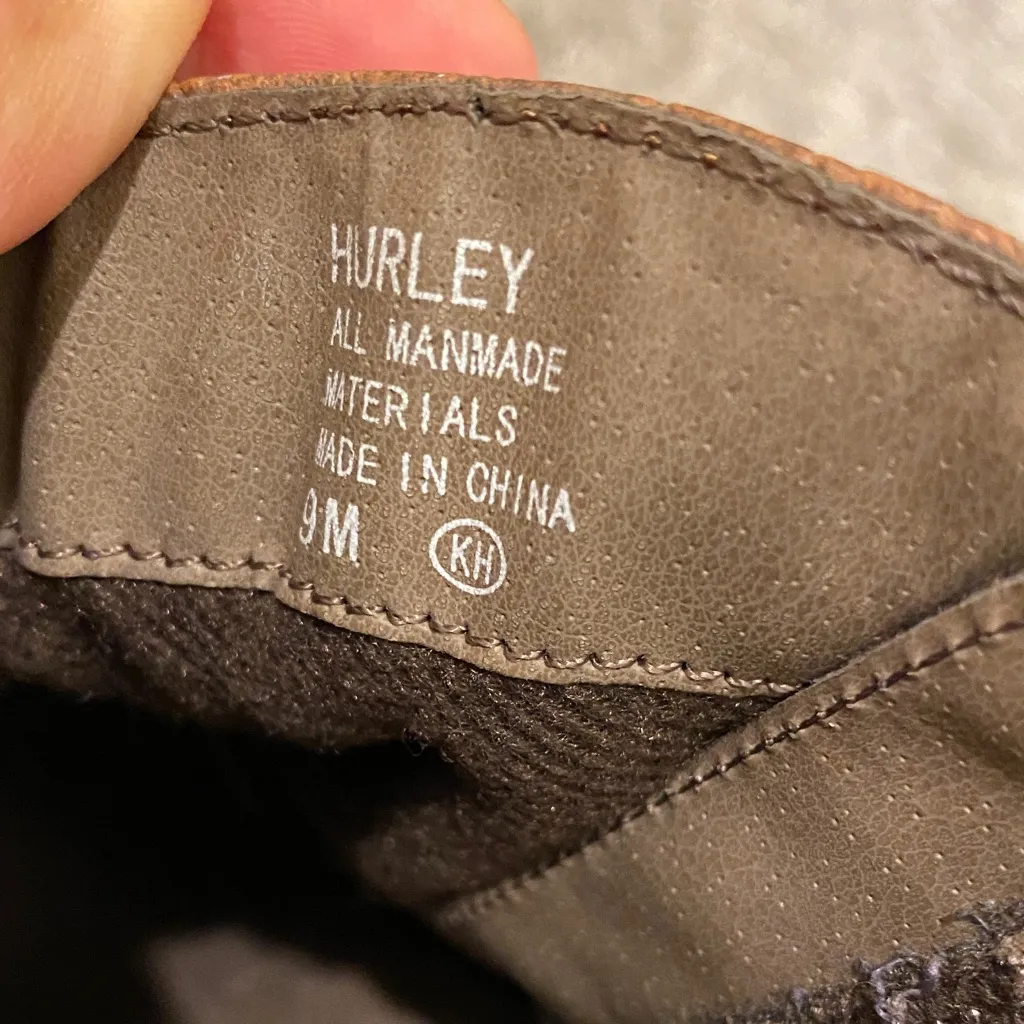 HURLEY
ALL MANMADE
MATERIALS
MADE IN CHINA
9M KH